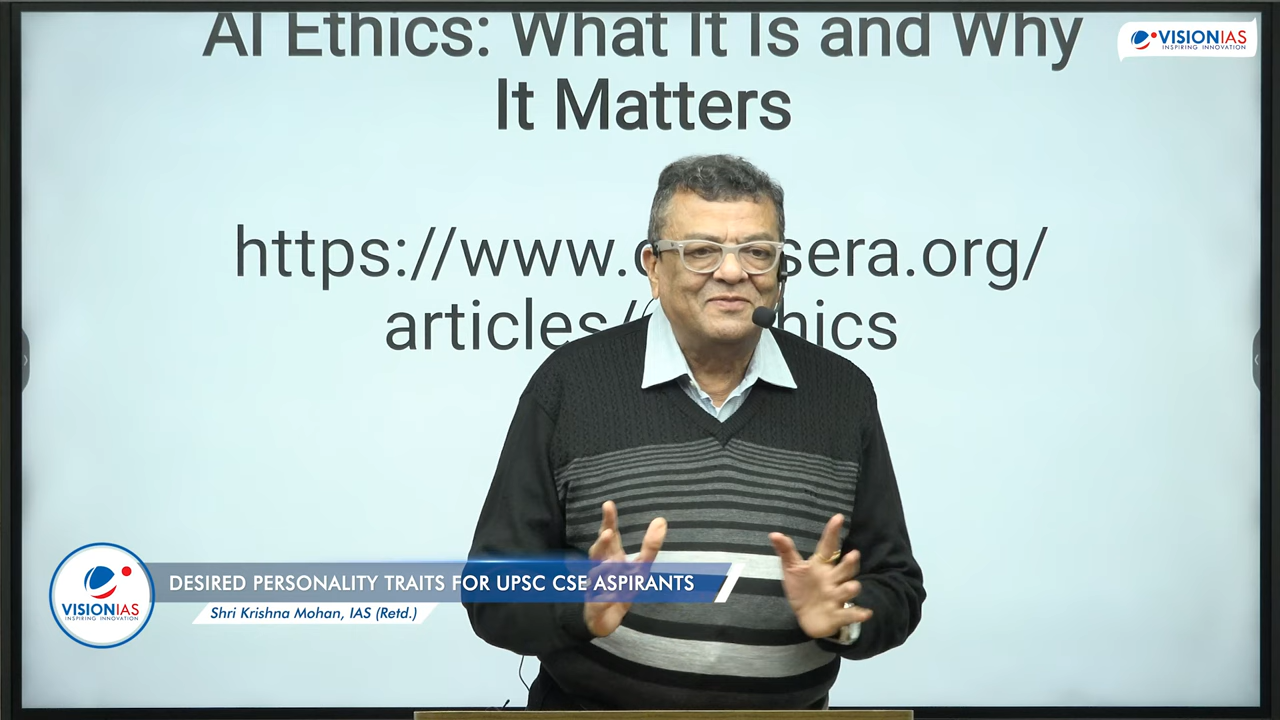 AI Ethics: What It Is and Why
It Matters
VISIONIAS
INSPIRING INNOVATION
https://www.c sera.org/
articles/ hics
VISIONIAS
INSPIRING INNOVATION
DESIRED PERSONALITY TRAITS FOR UPSC CSE ASPIRANTS
Shri Krishna Mohan, IAS (Retd.)